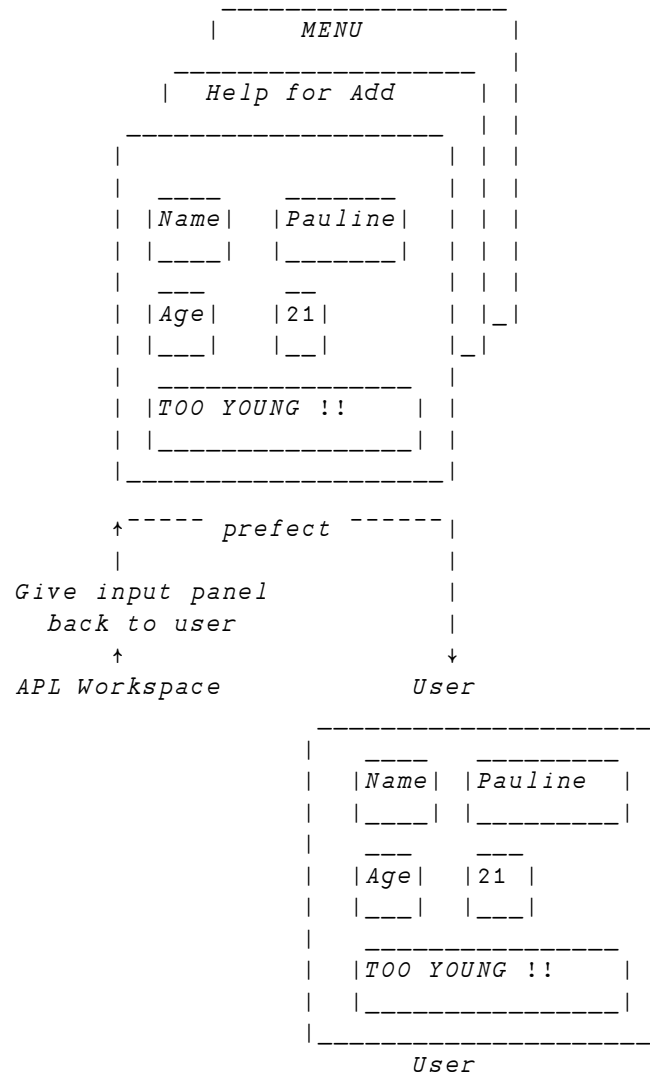 MENU
Help for Add
Name Pauline
Age 21
TOO YOUNG !!
prefect
Give input panel
back to user
APL Workspace User
Name Pauline
Age 21
TOO YOUNG !!
User